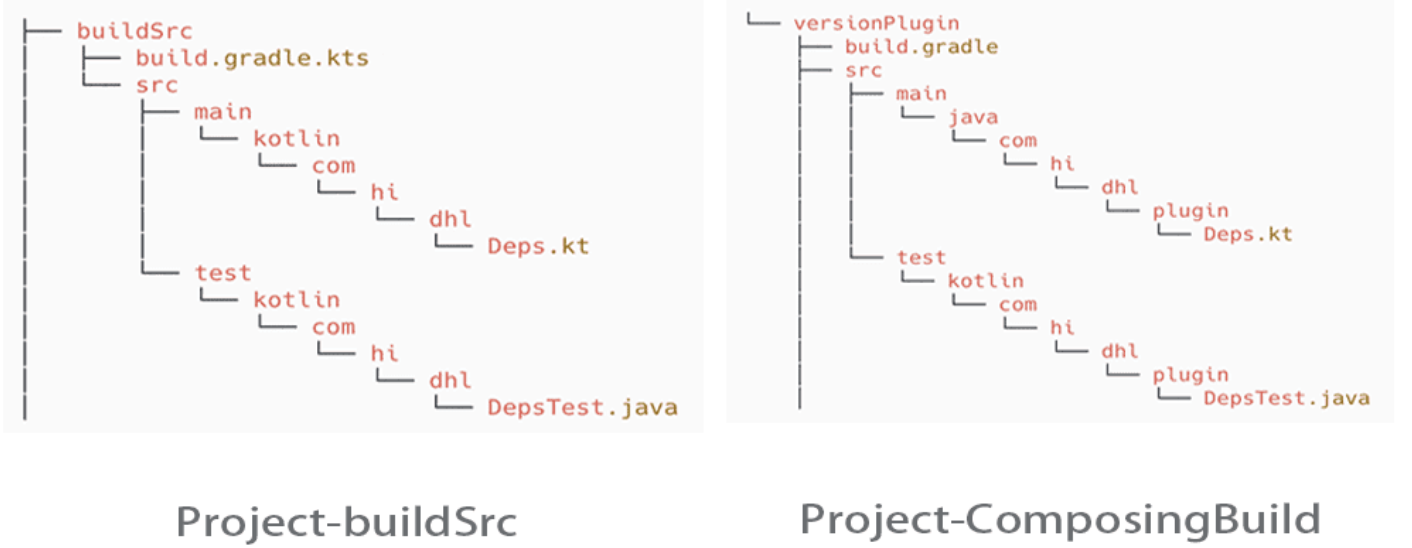 buildSrc
build.gradle.kts
src
main
kotlin
com
hi
dhl
Deps.kt
test
kotlin
com
hi
dhl
DepsTest.java
Project-buildSrc
versionPlugin
build.gradle
src
main
java
com
hi
dhl
plugin
Deps.kt
test
kotlin
com
hi
dhl
plugin
DepsTest.java
Project-ComposingBuild